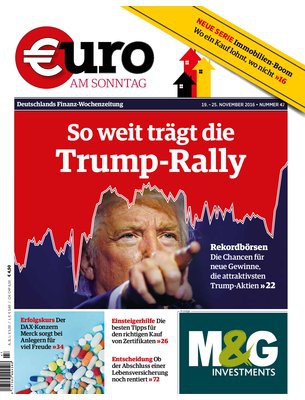 NEUE SERIE Immobilien-Boom
Wo ein Kauf lohnt, wo nicht »16
€uro
AM SONNTAG
Deutschlands Finanz-Wochenzeitung
19. – 25. NOVEMBER 2016 • NUMMER 47
So weit trägt die
Trump-Rally
Rekordbörsen
Die Chancen für
neue Gewinne,
die attraktivsten
Trump-Aktien »22
Erfolgskurs Der
DAX-Konzern
Merck sorgt bei
Anlegern für
viel Freude »34
Einsteigerhilfe Die
besten Tipps für
den richtigen Kauf
von Zertifikaten »26
Entscheidung Ob
der Abschluss einer
Lebensversicherung
noch rentiert »72
M&G
INVESTMENTS